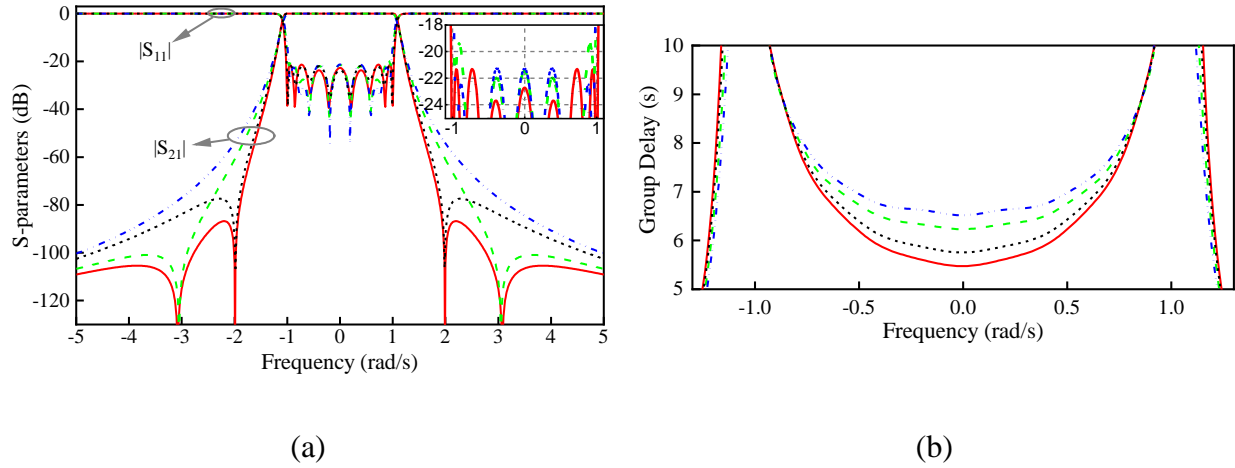 0
-20
-40
-60
-80
-100
-120
S-parameters (dB)
|S11|
|S21|
-18
-20
-22
-24
-1 0 1
-5 -4 -3 -2 -1 0 1 2 3 4 5
Frequency (rad/s)
(a)
10
9
8
7
6
5
Group Delay (s)
-1.0 -0.5 0.0 0.5 1.0
Frequency (rad/s)
(b)